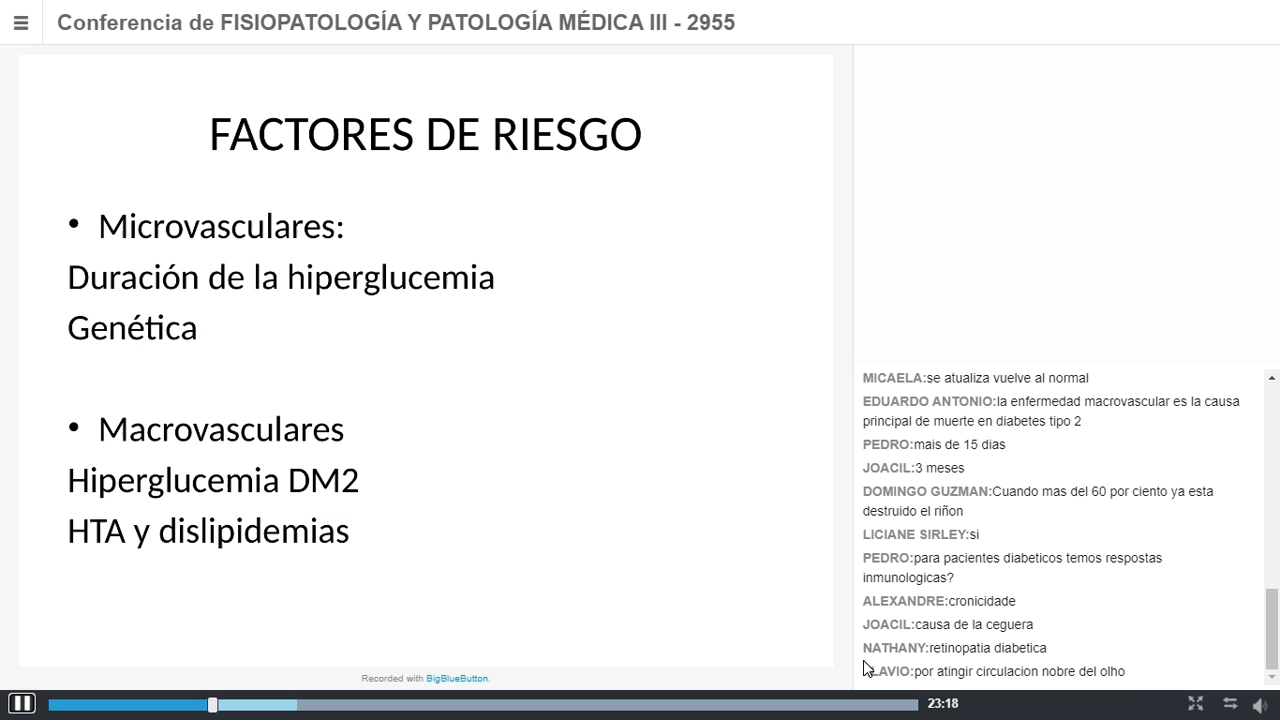 Conferencia de FISIOPATOLOGÍA Y PATOLOGÍA MÉDICA III - 2955
FACTORES DE RIESGO
• Microvasculares:
Duración de la hiperglucemia
Genética
• Macrovasculares
Hiperglucemia DM2
HTA y dislipidemias
Recorded with BigBlueButton.
MICAELA:se atualiza vuelve al normal
EDUARDO ANTONIO:la enfermedad macrovascular es la causa
principal de muerte en diabetes tipo 2
PEDRO:mais de 15 dias
JOACIL:3 meses
DOMINGO GUZMAN:Cuando mas del 60 por ciento ya esta
destruido el riñon
LICIANE SIRLEY:si
PEDRO:para pacientes diabeticos temos respostas
inmunologicas?
ALEXANDRE:cronicidade
JOACIL:causa de la ceguera
NATHANY:retinopatia diabetica
LAVIO:por atingir circulacion nobre del olho
23:18